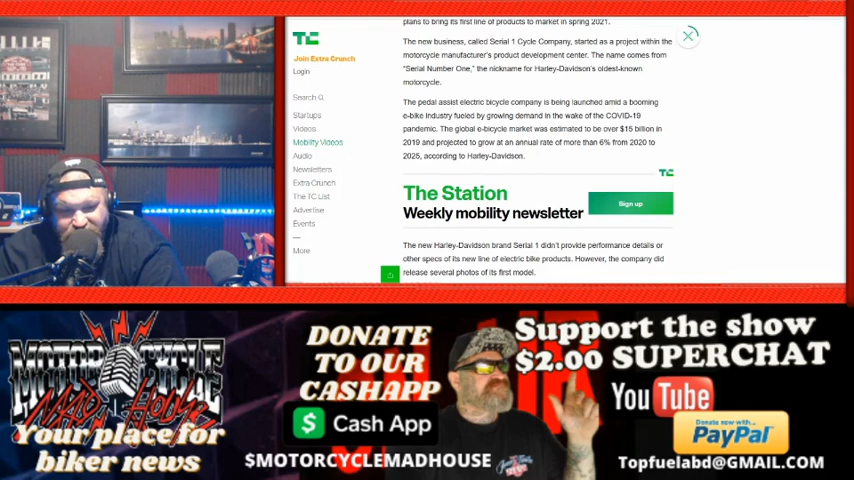 plans to bring its first line of products to market in spring 2021.
The new business, called Serial 1 Cycle Company, started as a project within the
motorcycle manufacturer's product development center. The name comes from
"Serial Number One," the nickname for Harley-Davidson's oldest-known
motorcycle.
The pedal assist electric bicycle company is being launched amid a booming
e-bike industry fueled by growing demand in the wake of the COVID-19
pandemic. The global e-bicycle market was estimated to be over $15 billion in
2019 and projected to grow at an annual rate of more than 6% from 2020 to
2025, according to Harley-Davidson.
TC
The Station
Weekly mobility newsletter
Sign up
The new Harley-Davidson brand Serial 1 didn't provide performance details or
other specs of its new line of electric bike products. However, the company did
release several photos of its first model.
TC
Join Extra Crunch
Login
Search
Startups
Videos
Mobility Videos
Audio
Newsletters
Extra Crunch
The TC List
Advertise
Events
—
More
MOTORCYCLE
MAD HOUSE
Your place for
biker news
DONATE
TO OUR
CASHAPP
$ Cash App
$MOTORCYCLEMADHOUSE
Support the show
$2.00 SUPERCHAT
YouTube
Donate now with...
PayPal
Topfuelabd@GMAIL.COM